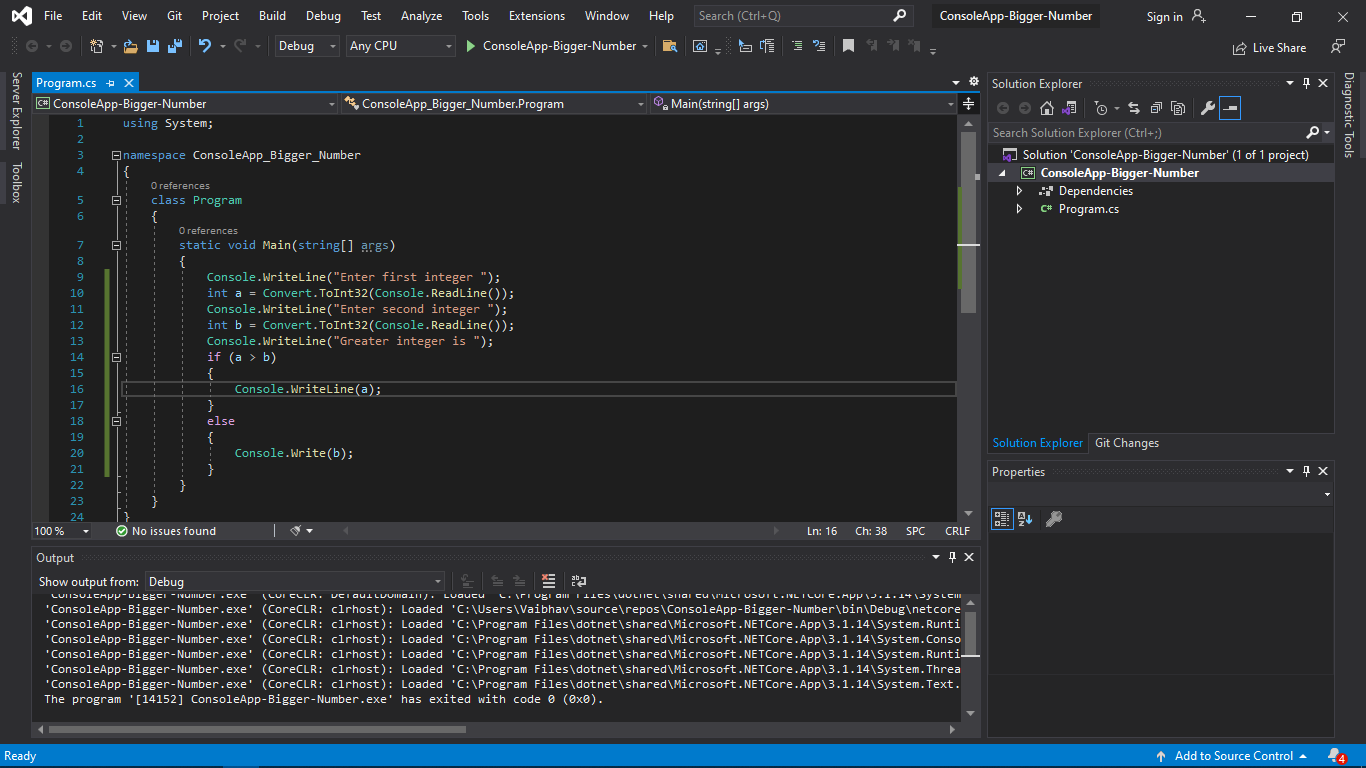 File Edit View Git Project Build Debug Test Analyze Tools Extensions Window Help Search (Ctrl+Q) ConsoleApp-Bigger-Number Sign in
Debug Any CPU ConsoleApp-Bigger-Number Live Share
Server Explorer
Toolbox
Program.cs
ConsoleApp-Bigger-Number ConsoleApp_Bigger_Number.Program Main(string[] args)
1 using System;
2
3 namespace ConsoleApp_Bigger_Number
4 {
0 references
5 class Program
6 {
0 references
7 static void Main(string[] args)
8 {
9 Console.WriteLine("Enter first integer ");
10 int a = Convert.ToInt32(Console.ReadLine());
11 Console.WriteLine("Enter second integer ");
12 int b = Convert.ToInt32(Console.ReadLine());
13 Console.WriteLine("Greater integer is ");
14 if (a > b)
15 {
16 Console.WriteLine(a);
17 }
18 else
19 {
20 Console.Write(b);
21 }
22 }
23 }
24 }
100 % No issues found Ln: 16 Ch: 38 SPC CRLF
Output
Show output from: Debug
'ConsoleApp-Bigger-Number.exe' (CoreCLR: DefaultDomain): Loaded 'C:\Program Files\dotnet\shared\Microsoft.NETCore.App\3.1.14\System
'ConsoleApp-Bigger-Number.exe' (CoreCLR: clrhost): Loaded 'C:\Users\Vaibhav\source\repos\ConsoleApp-Bigger-Number\bin\Debug\netcore
'ConsoleApp-Bigger-Number.exe' (CoreCLR: clrhost): Loaded 'C:\Program Files\dotnet\shared\Microsoft.NETCore.App\3.1.14\System.Runti
'ConsoleApp-Bigger-Number.exe' (CoreCLR: clrhost): Loaded 'C:\Program Files\dotnet\shared\Microsoft.NETCore.App\3.1.14\System.Conso
'ConsoleApp-Bigger-Number.exe' (CoreCLR: clrhost): Loaded 'C:\Program Files\dotnet\shared\Microsoft.NETCore.App\3.1.14\System.Runti
'ConsoleApp-Bigger-Number.exe' (CoreCLR: clrhost): Loaded 'C:\Program Files\dotnet\shared\Microsoft.NETCore.App\3.1.14\System.Threa
'ConsoleApp-Bigger-Number.exe' (CoreCLR: clrhost): Loaded 'C:\Program Files\dotnet\shared\Microsoft.NETCore.App\3.1.14\System.Text.
The program '[14152] ConsoleApp-Bigger-Number.exe' has exited with code 0 (0x0).
Solution Explorer
Search Solution Explorer (Ctrl+;)
Solution 'ConsoleApp-Bigger-Number' (1 of 1 project)
C# ConsoleApp-Bigger-Number
Dependencies
C# Program.cs
Solution Explorer Git Changes
Properties
Diagnostic Tools
Ready Add to Source Control 4